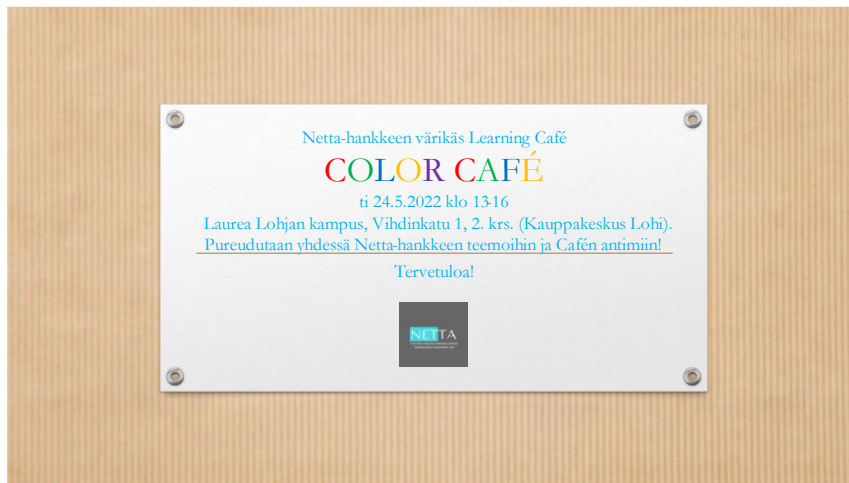 Netta-hankkeen värikäs Learning Café
COLOR CAFÉ
ti 24.5.2022 klo 13-16
Laurea Lohjan kampus, Vihdinkatu 1, 2. krs. (Kauppakeskus Lohi).
Pureudutaan yhdessä Netta-hankkeen teemoihin ja Cafén antimiin!
Tervetuloa!
NETTA